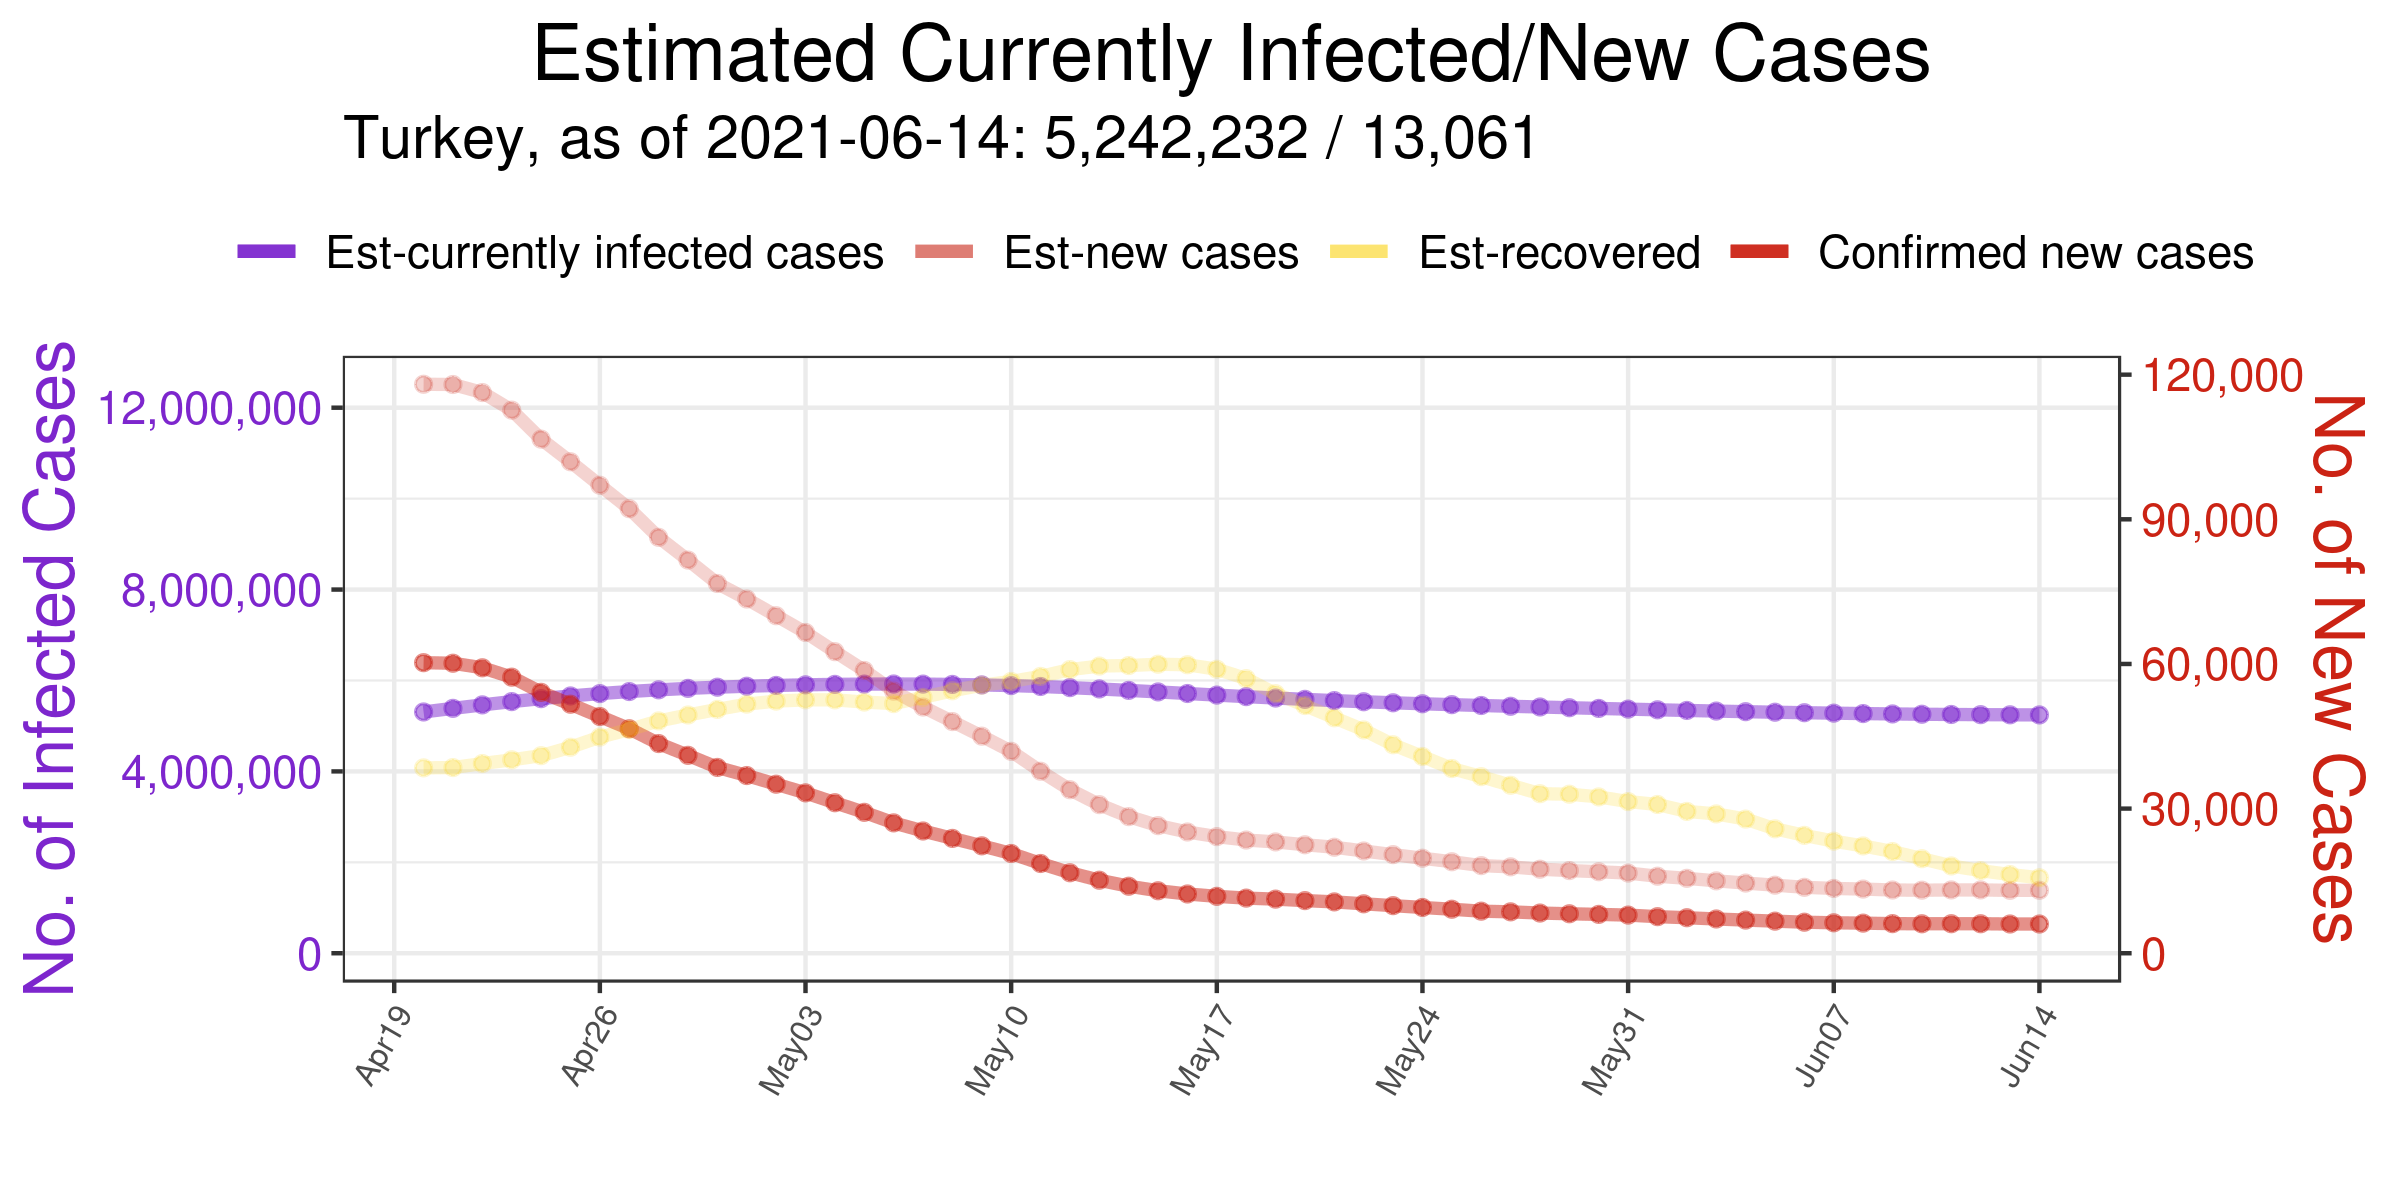 Estimated Currently Infected/New Cases
Turkey, as of 2021-06-14: 5,242,232 / 13,061
Est-currently infected cases Est-new cases Est-recovered Confirmed new cases
No. of Infected Cases
12,000,000
8,000,000
4,000,000
0
120,000
90,000
60,000
30,000
0
No. of New Cases
Apr19 Apr26 May03 May10 May17 May24 May31 Jun07 Jun14